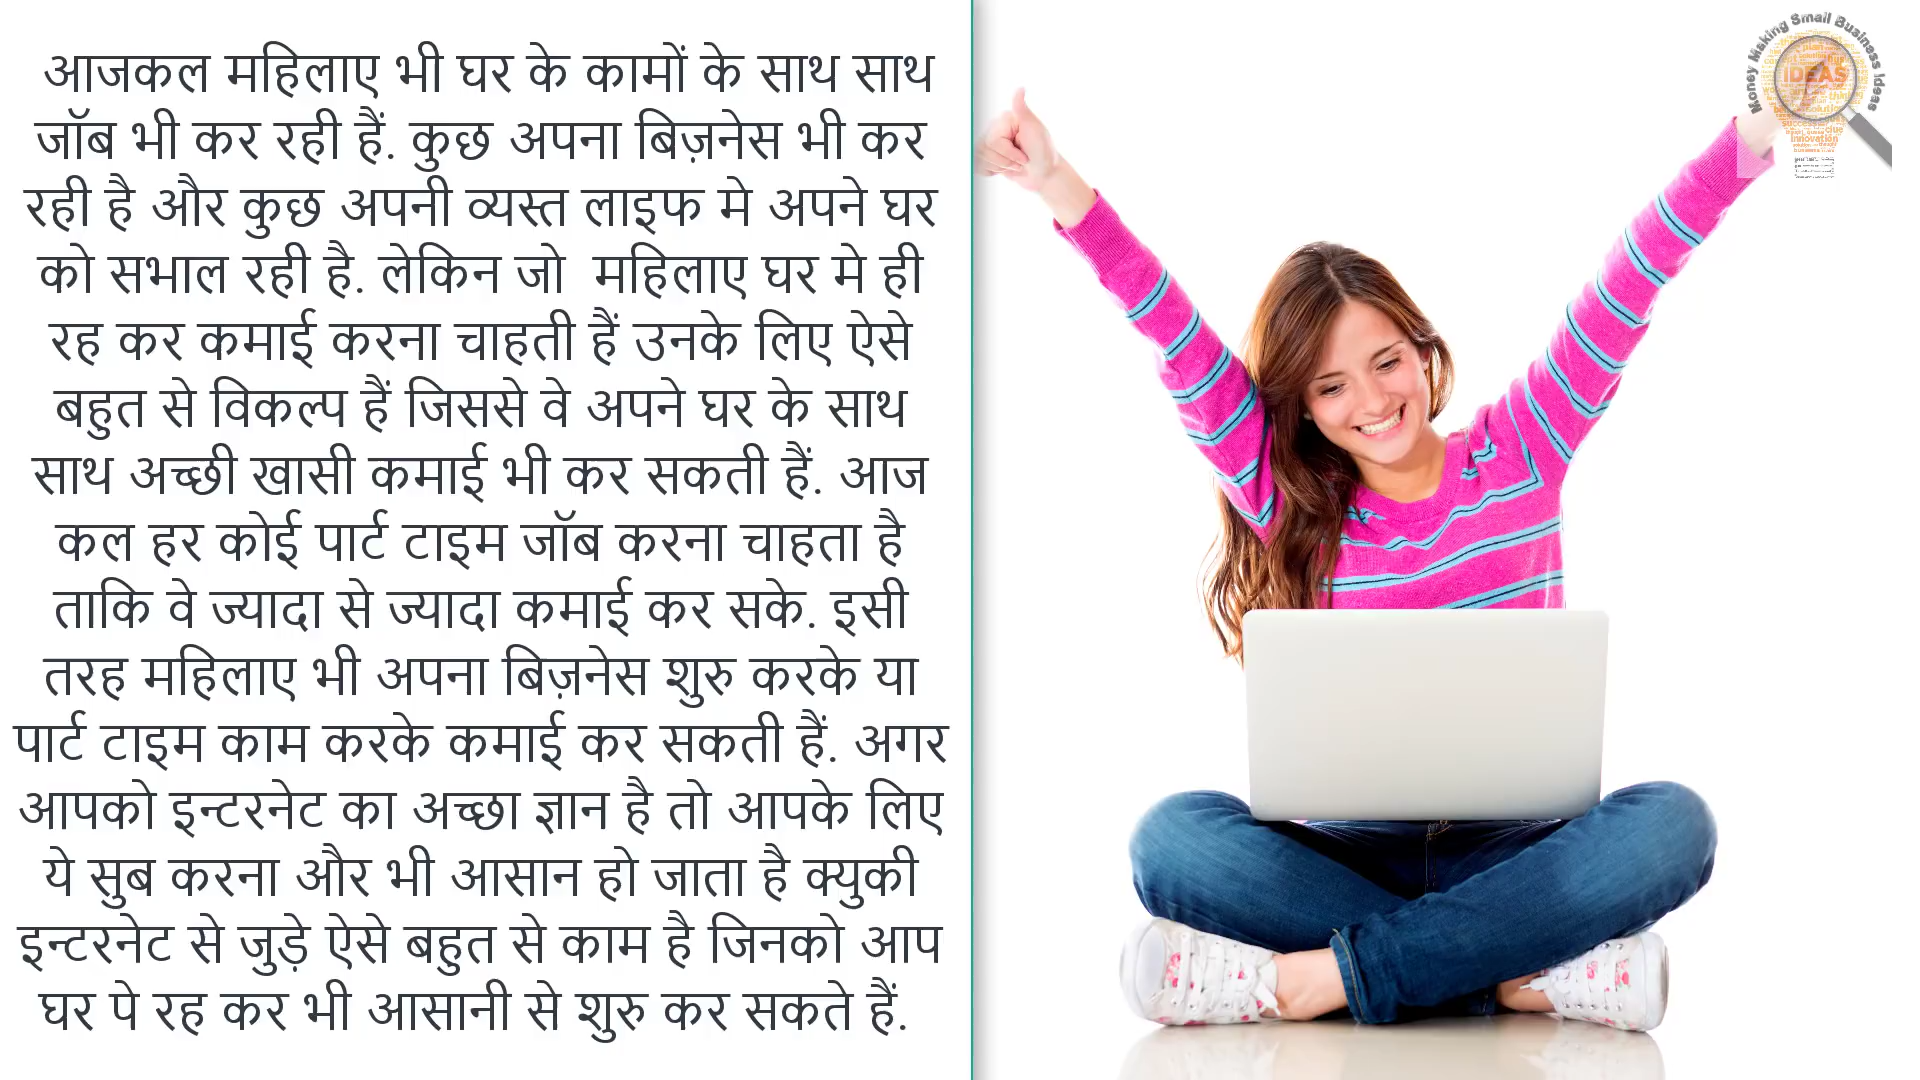 आजकल महिलाए भी घर के कामों के साथ साथ
जॉब भी कर रही हैं. कुछ अपना बिज़नेस भी कर
रही है और कुछ अपनी व्यस्त लाइफ मे अपने घर
को सभाल रही है. लेकिन जो महिलाए घर मे ही
रह कर कमाई करना चाहती हैं उनके लिए ऐसे
बहुत से विकल्प हैं जिससे वे अपने घर के साथ
साथ अच्छी खासी कमाई भी कर सकती हैं. आज
कल हर कोई पार्ट टाइम जॉब करना चाहता है
ताकि वे ज्यादा से ज्यादा कमाई कर सके. इसी
तरह महिलाए भी अपना बिज़नेस शुरु करके या
पार्ट टाइम काम करके कमाई कर सकती हैं. अगर
आपको इन्टरनेट का अच्छा ज्ञान है तो आपके लिए
ये सुब करना और भी आसान हो जाता है क्युकी
इन्टरनेट से जुड़े ऐसे बहुत से काम है जिनको आप
घर पे रह कर भी आसानी से शुरु कर सकते हैं.
Money Making Small Business Ideas
IDEAS
innovation